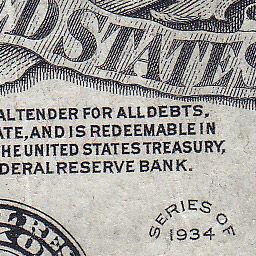 D STATES
AL TENDER FOR ALL DEBTS,
ATE, AND IS REDEEMABLE IN
HE UNITED STATES TREASURY,
DERAL RESERVE BANK.
SERIES OF
1934
RES